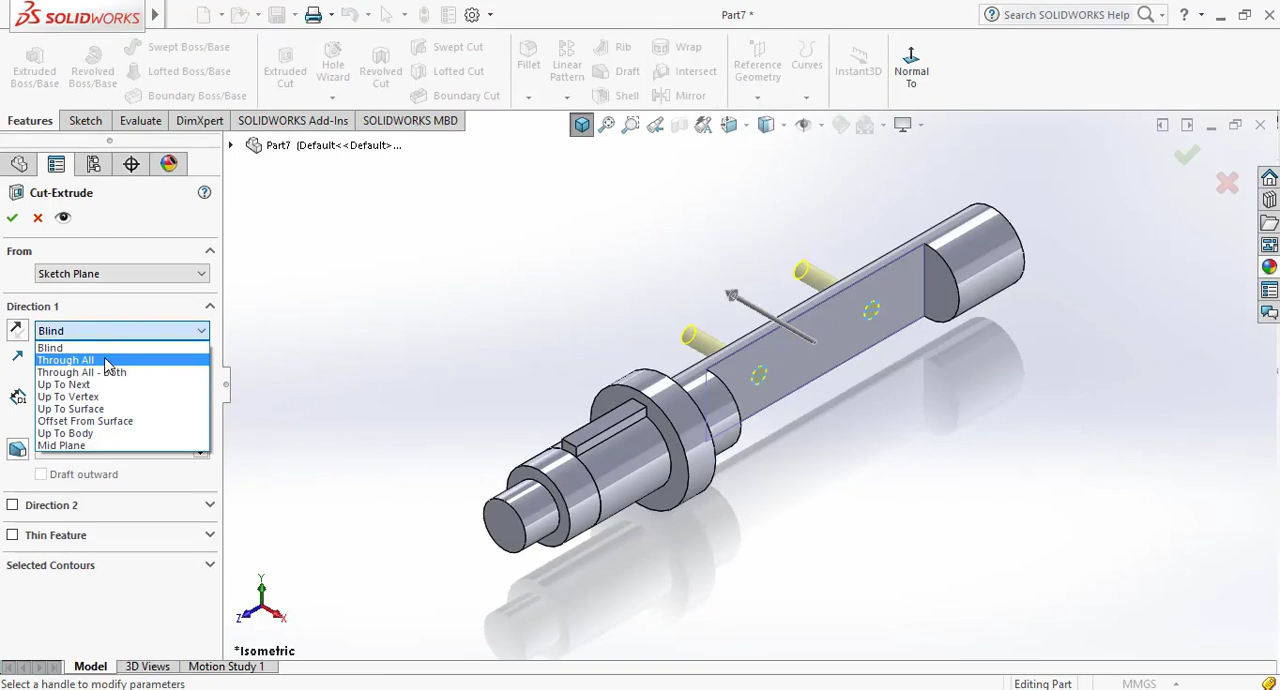 SOLIDWORKS
Part7 *
Search SOLIDWORKS Help
?
Extruded Boss/Base
Revolved Boss/Base
Swept Boss/Base
Lofted Boss/Base
Boundary Boss/Base
Extruded Cut
Hole Wizard
Revolved Cut
Swept Cut
Lofted Cut
Boundary Cut
Fillet
Linear Pattern
Rib
Draft
Shell
Wrap
Intersect
Mirror
Reference Geometry
Curves
Instant3D
Normal To
Features
Sketch
Evaluate
DimXpert
SOLIDWORKS Add-Ins
SOLIDWORKS MBD
Part7 (Default<<Default>...
Cut-Extrude
?
From
Sketch Plane
Direction 1
Blind
Blind
Through All
Through All - Both
Up To Next
Up To Vertex
Up To Surface
Offset From Surface
Up To Body
Mid Plane
D1
Draft outward
Direction 2
Thin Feature
Selected Contours
Y
Z
X
*Isometric
Model
3D Views
Motion Study 1
Select a handle to modify parameters
Editing Part
MMGS